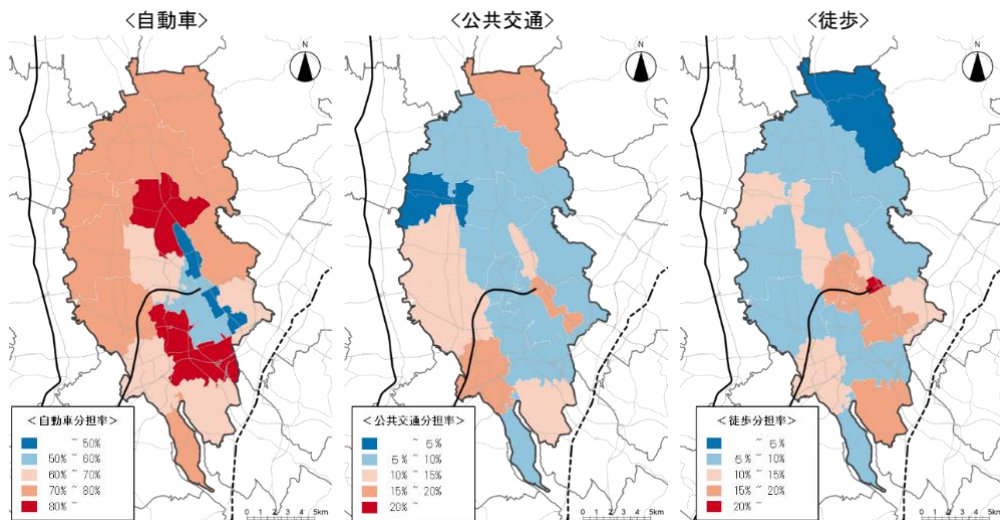 <自動車>
<公共交通>
<徒歩>
N
N
N
<自動車分担率>
~ 50%
50% ~ 60%
60% ~ 70%
70% ~ 80%
80% ~
0 1 2 3 4 5km
<公共交通分担率>
~ 5%
5% ~ 10%
10% ~ 15%
15% ~ 20%
20% ~
0 1 2 3 4 5km
<徒歩分担率>
~ 5%
5% ~ 10%
10% ~ 15%
15% ~ 20%
20% ~
0 1 2 3 4 5km